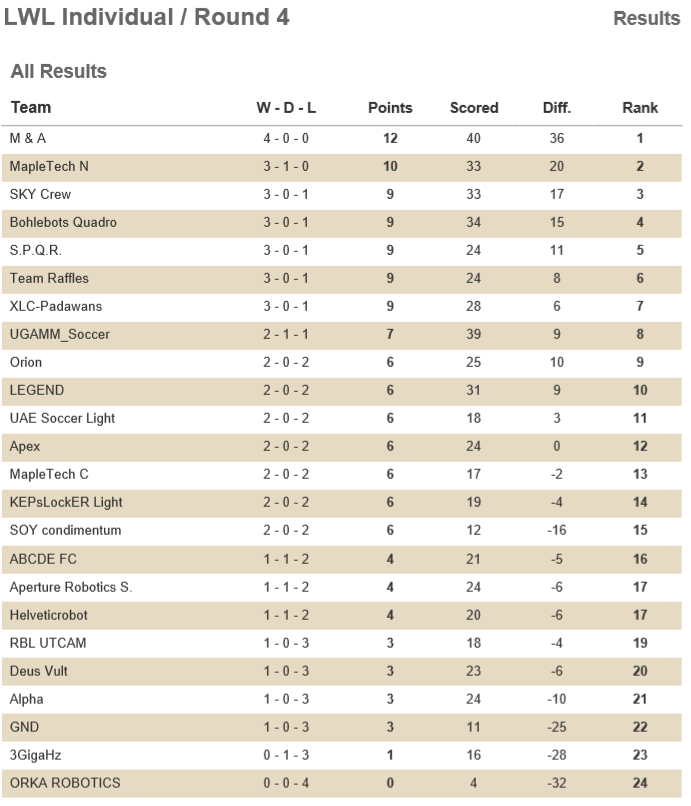 LWL Individual / Round 4 Results
All Results
Team W - D - L Points Scored Diff. Rank
M & A 4 - 0 - 0 12 40 36 1
MapleTech N 3 - 1 - 0 10 33 20 2
SKY Crew 3 - 0 - 1 9 33 17 3
Bohlebots Quadro 3 - 0 - 1 9 34 15 4
S.P.Q.R. 3 - 0 - 1 9 24 11 5
Team Raffles 3 - 0 - 1 9 24 8 6
XLC-Padawans 3 - 0 - 1 9 28 6 7
UGAMM_Soccer 2 - 1 - 1 7 39 9 8
Orion 2 - 0 - 2 6 25 10 9
LEGEND 2 - 0 - 2 6 31 9 10
UAE Soccer Light 2 - 0 - 2 6 18 3 11
Apex 2 - 0 - 2 6 24 0 12
MapleTech C 2 - 0 - 2 6 17 -2 13
KEPsLockER Light 2 - 0 - 2 6 19 -4 14
SOY condimentum 2 - 0 - 2 6 12 -16 15
ABCDE FC 1 - 1 - 2 4 21 -5 16
Aperture Robotics S. 1 - 1 - 2 4 24 -6 17
Helveticrobot 1 - 1 - 2 4 20 -6 17
RBL UTCAM 1 - 0 - 3 3 18 -4 19
Deus Vult 1 - 0 - 3 3 23 -6 20
Alpha 1 - 0 - 3 3 24 -10 21
GND 1 - 0 - 3 3 11 -25 22
3GigaHz 0 - 1 - 3 1 16 -28 23
ORKA ROBOTICS 0 - 0 - 4 0 4 -32 24